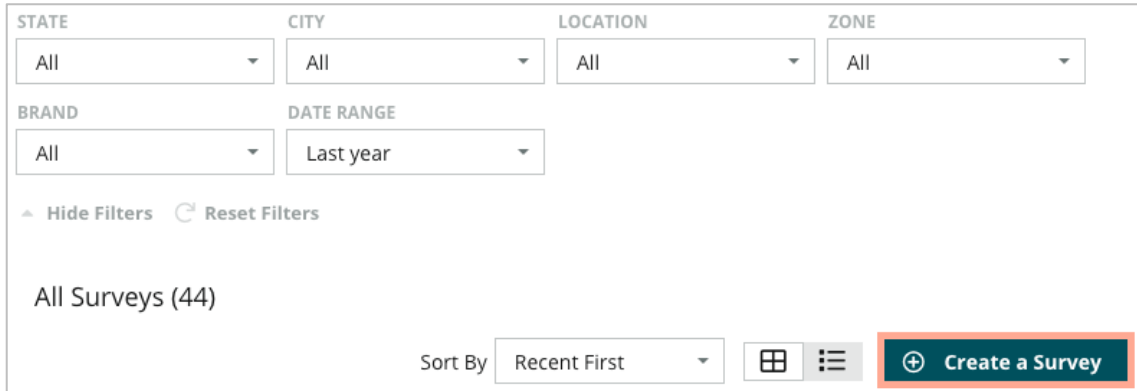 STATE CITY LOCATION ZONE
All All All All
BRAND DATE RANGE
All Last year
Hide Filters Reset Filters
All Surveys (44)
Sort By Recent First Create a Survey